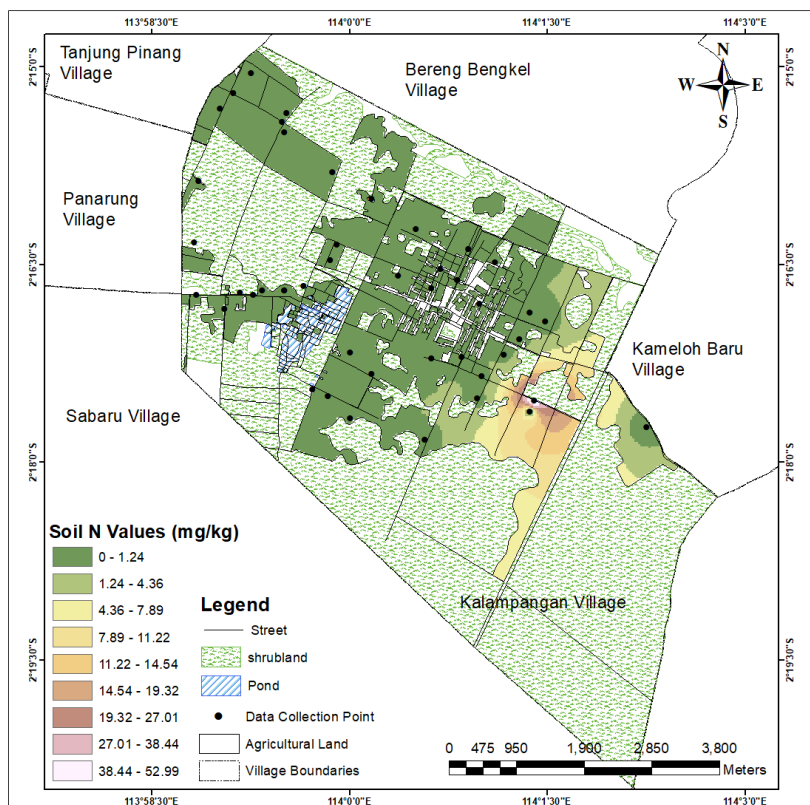 113°58'30"E 114°0'0" 114°1'30"E 114°3'0"E
Tanjung Pinang
Village
Bereng Bengkel
Village
N
W E
S
2°15'0"S 2°15'0"S
Panarung
Village
2°16'30"S 2°16'30"S
Kameloh Baru
Village
Sabaru Village
2°18'0"S 2°18'0"S
Soil N Values (mg/kg)
0 - 1.24
1.24 - 4.36
4.36 - 7.89
7.89 - 11.22
11.22 - 14.54
14.54 - 19.32
19.32 - 27.01
27.01 - 38.44
38.44 - 52.99
Legend
Street
shrubland
Pond
Data Collection Point
Agricultural Land
Village Boundaries
Kalampangan Village
2°19'30"S 2°19'30"S
0 475 950 1,900 2,850 3,800
Meters
113°58'30"E 114°0'0" 114°1'30"E 114°3'0"E